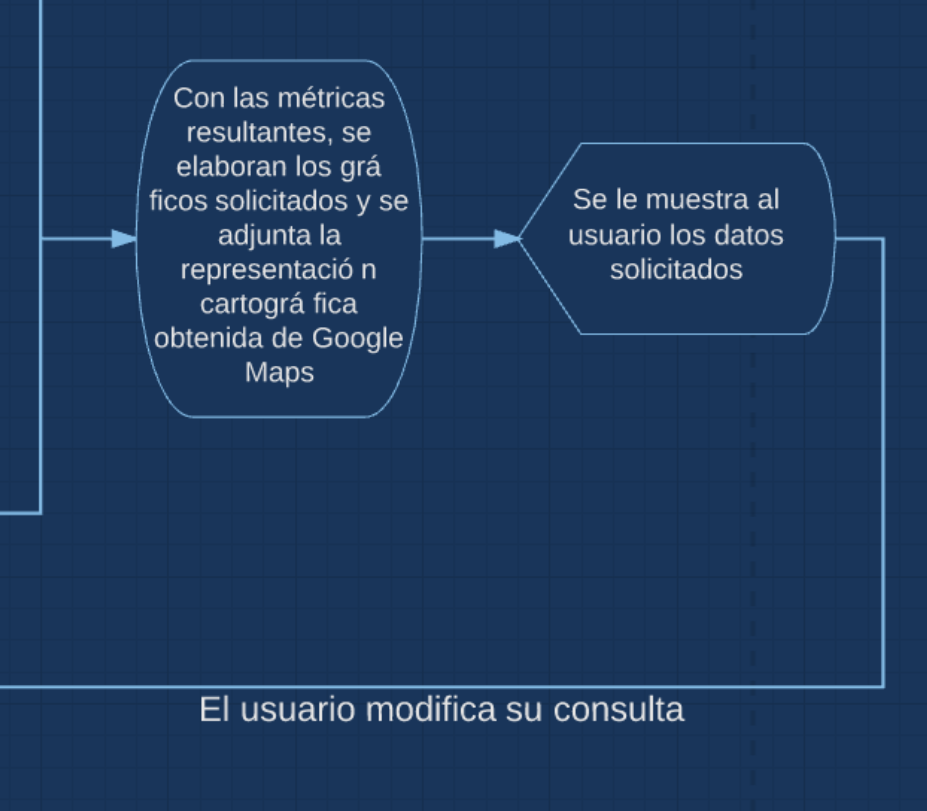 Con las métricas
resultantes, se
elaboran los grá
ficos solicitados y se
adjunta la
representació n
cartográ fica
obtenida de Google
Maps
Se le muestra al
usuario los datos
solicitados
El usuario modifica su consulta